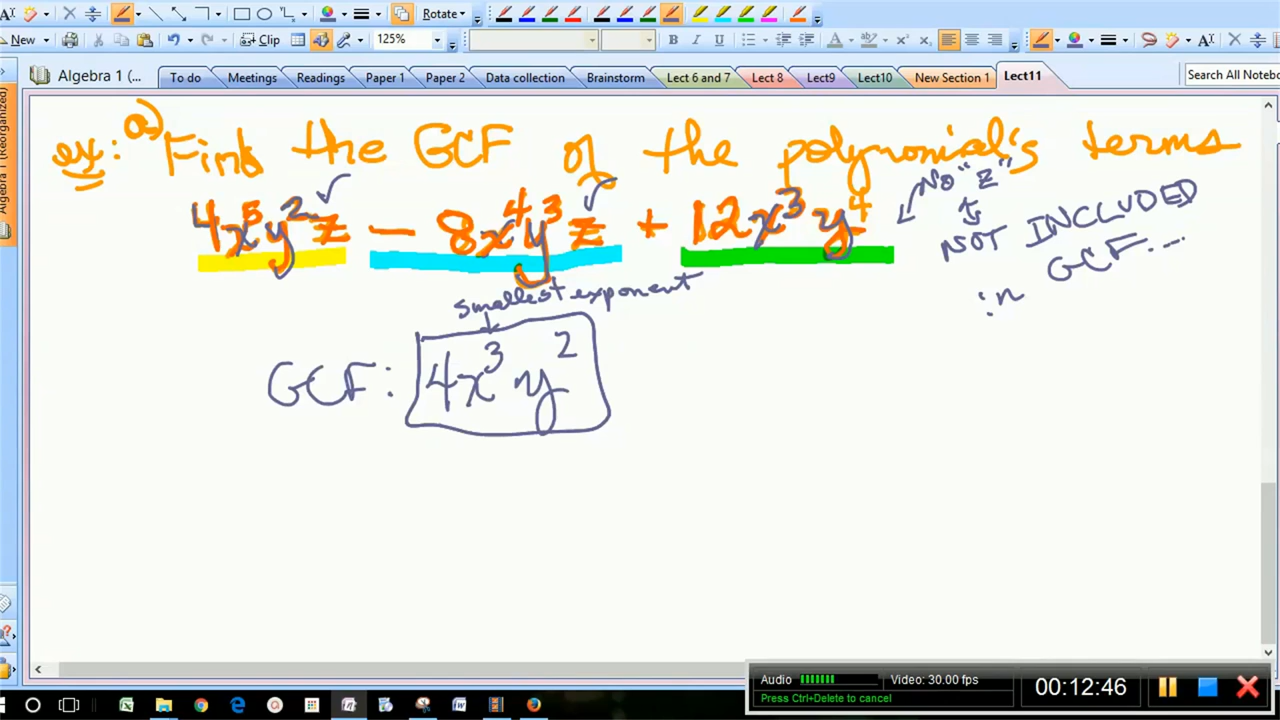 Rotate
New
Clip
125%
B I U
Algebra 1 (...
To do Meetings Readings Paper 1 Paper 2 Data collection Brainstorm Lect 6 and 7 Lect 8 Lect9 Lect10 New Section 1 Lect11
Search All Notebo
ex: a) Find the GCF of the polynomial's terms
4x⁵y²z – 8x⁴y³z + 12x³y⁴
No "z"
NOT INCLUDED
in GCF...
smallest exponent
GCF: 4x³y²
Audio
Video: 30.00 fps
Press Ctrl+Delete to cancel
00:12:46